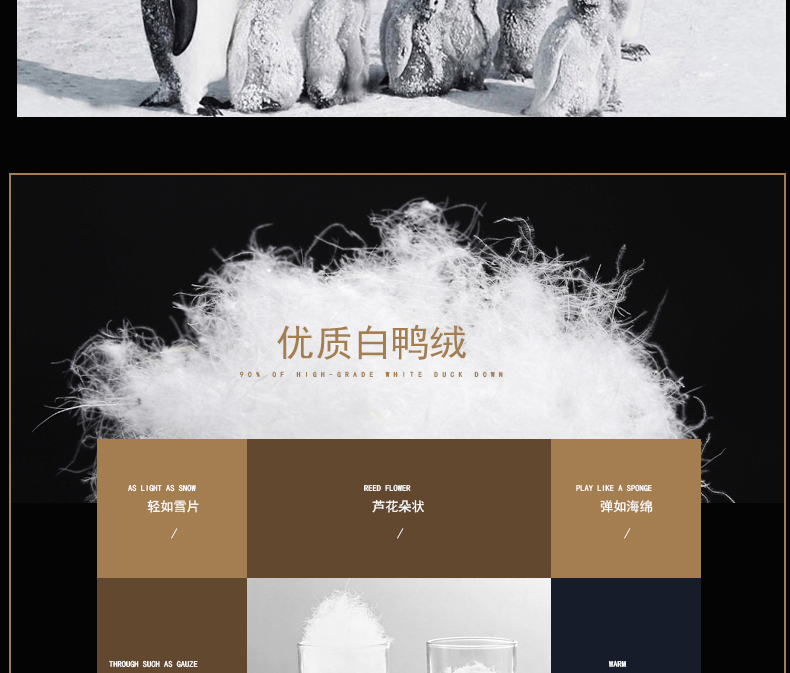 优质白鸭绒
90% OF HIGH-GRADE WHITE DUCK DOWN
AS LIGHT AS SNOW
轻如雪片
/
REED FLOWER
芦花朵状
/
PLAY LIKE A SPONGE
弹如海绵
/
THROUGH SUCH AS GAUZE
WARM